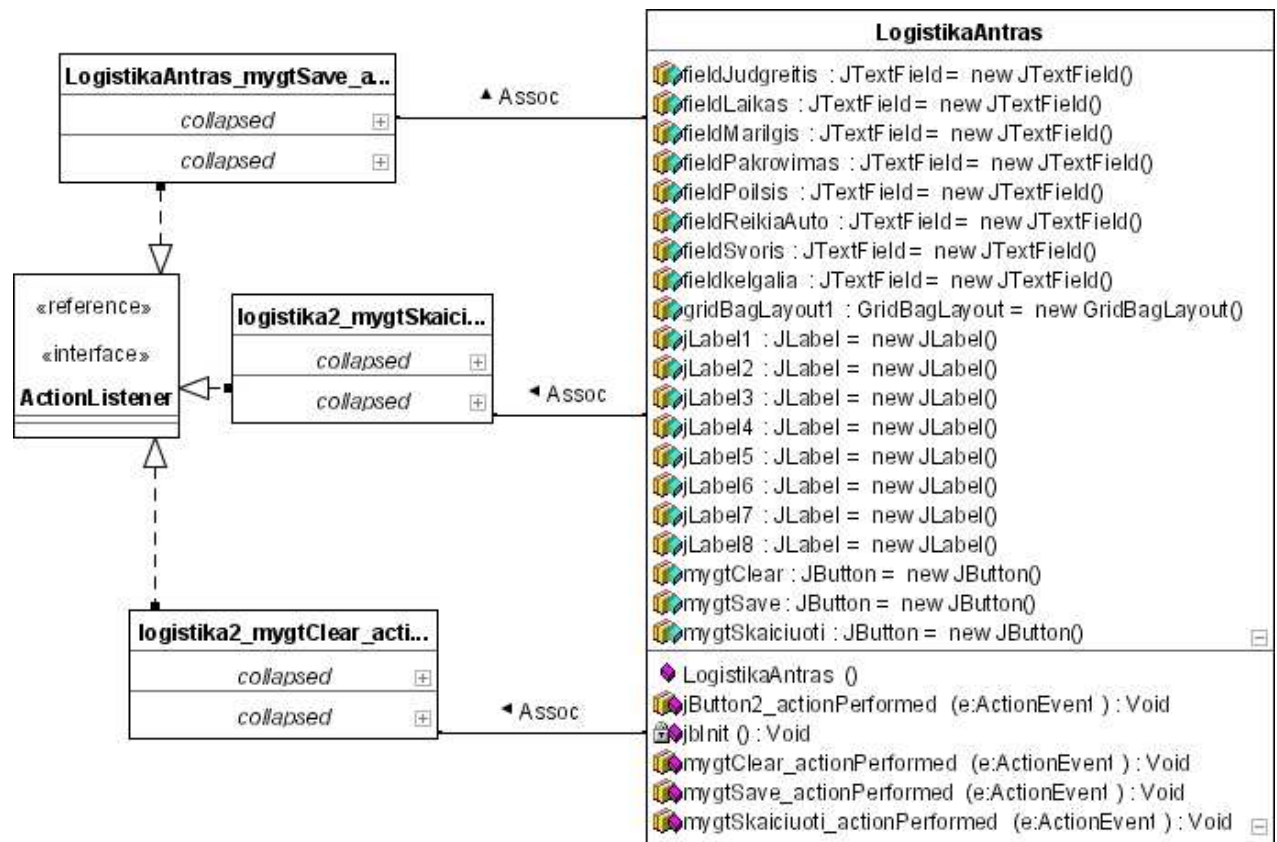 LogistikaAntras_mygtSave_a...
collapsed
collapsed
▲ Assoc
«reference»
«interface»
ActionListener
logistika2_mygtSkaici...
collapsed
collapsed
◄ Assoc
logistika2_mygtClear_acti...
collapsed
collapsed
◄ Assoc
LogistikaAntras
fieldJudgreitis : JTextField = new JTextField()
fieldLaikas : JTextField = new JTextField()
fieldMarilgis : JTextField = new JTextField()
fieldPakrovimas : JTextField = new JTextField()
fieldPoilsis : JTextField = new JTextField()
fieldReikiaAuto : JTextField = new JTextField()
fieldSvoris : JTextField = new JTextField()
fieldkelgalia : JTextField = new JTextField()
gridBagLayout1 : GridBagLayout = new GridBagLayout()
jLabel1 : JLabel = new JLabel()
jLabel2 : JLabel = new JLabel()
jLabel3 : JLabel = new JLabel()
jLabel4 : JLabel = new JLabel()
jLabel5 : JLabel = new JLabel()
jLabel6 : JLabel = new JLabel()
jLabel7 : JLabel = new JLabel()
jLabel8 : JLabel = new JLabel()
mygtClear : JButton = new JButton()
mygtSave : JButton = new JButton()
mygtSkaiciuoti : JButton = new JButton()
LogistikaAntras ()
jButton2_actionPerformed (e:ActionEvent ) : Void
jbInit () : Void
mygtClear_actionPerformed (e:ActionEvent ) : Void
mygtSave_actionPerformed (e:ActionEvent ) : Void
mygtSkaiciuoti_actionPerformed (e:ActionEvent ) : Void